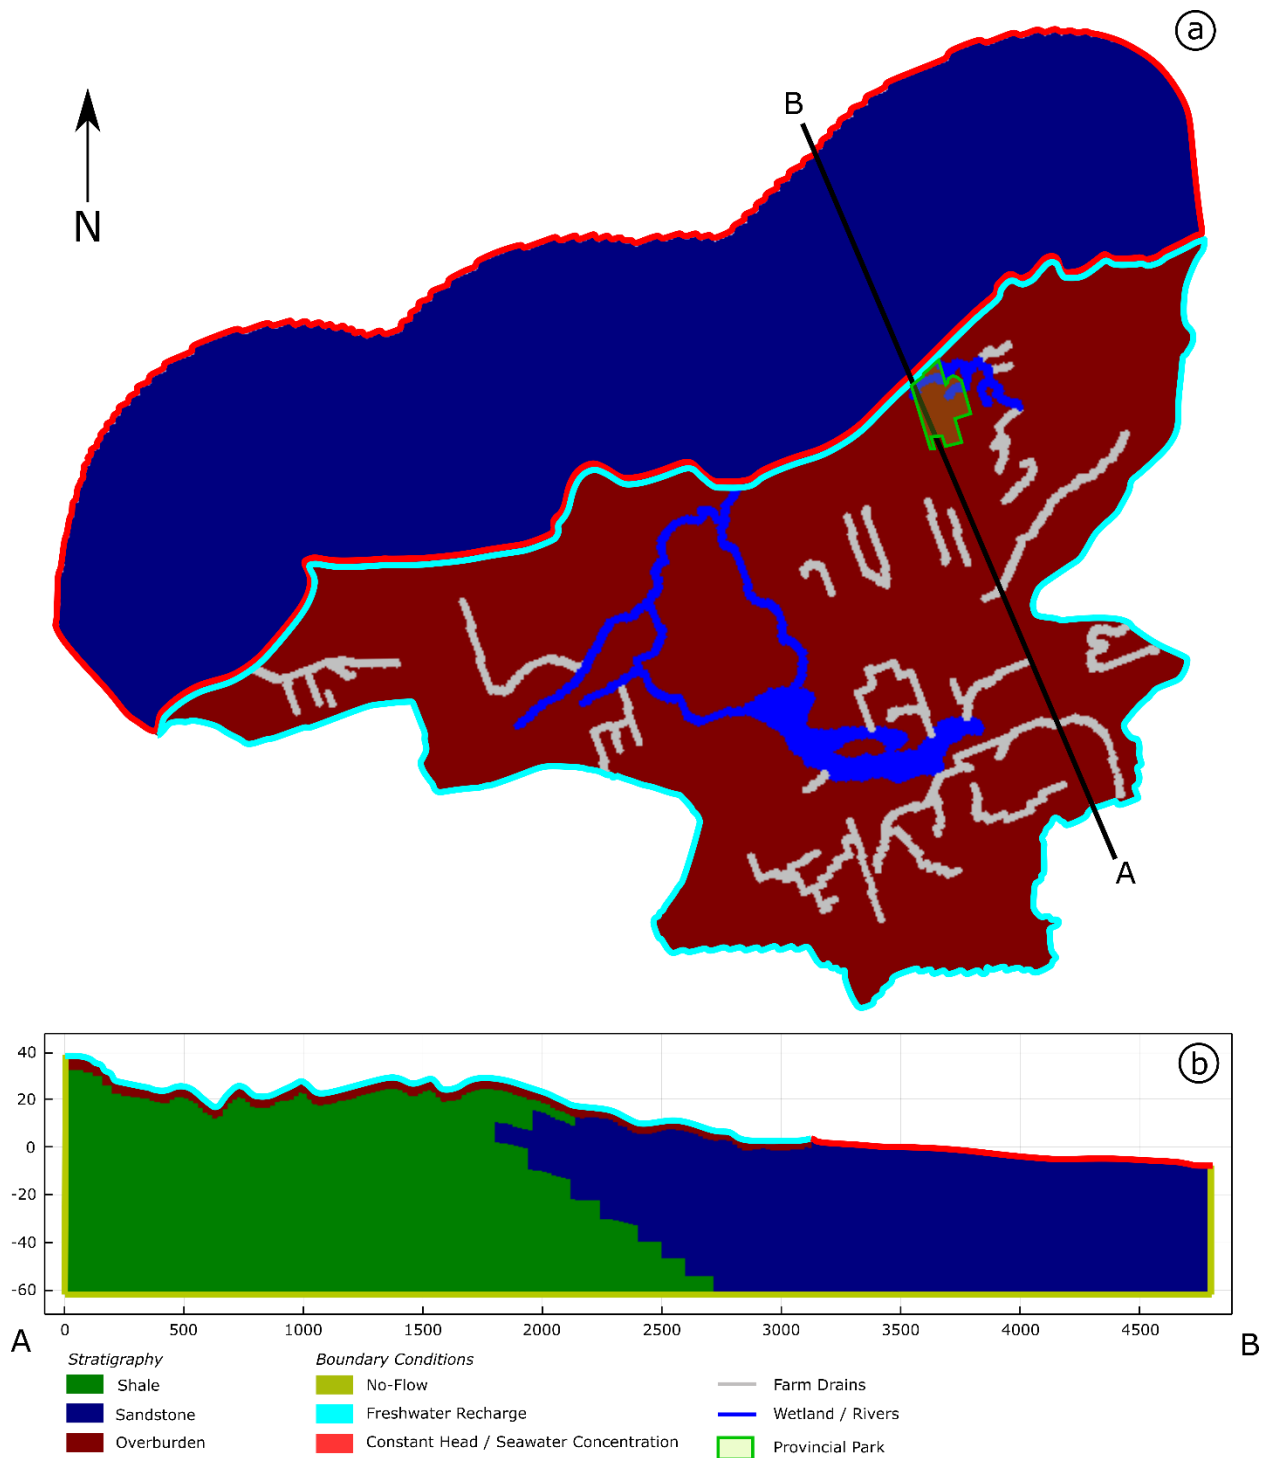 a
B
N
A
b
40
20
0
-20
-40
-60
0 500 1000 1500 2000 2500 3000 3500 4000 4500
A B
Stratigraphy Boundary Conditions
Shale No-Flow Farm Drains
Sandstone Freshwater Recharge Wetland / Rivers
Overburden Constant Head / Seawater Concentration Provincial Park